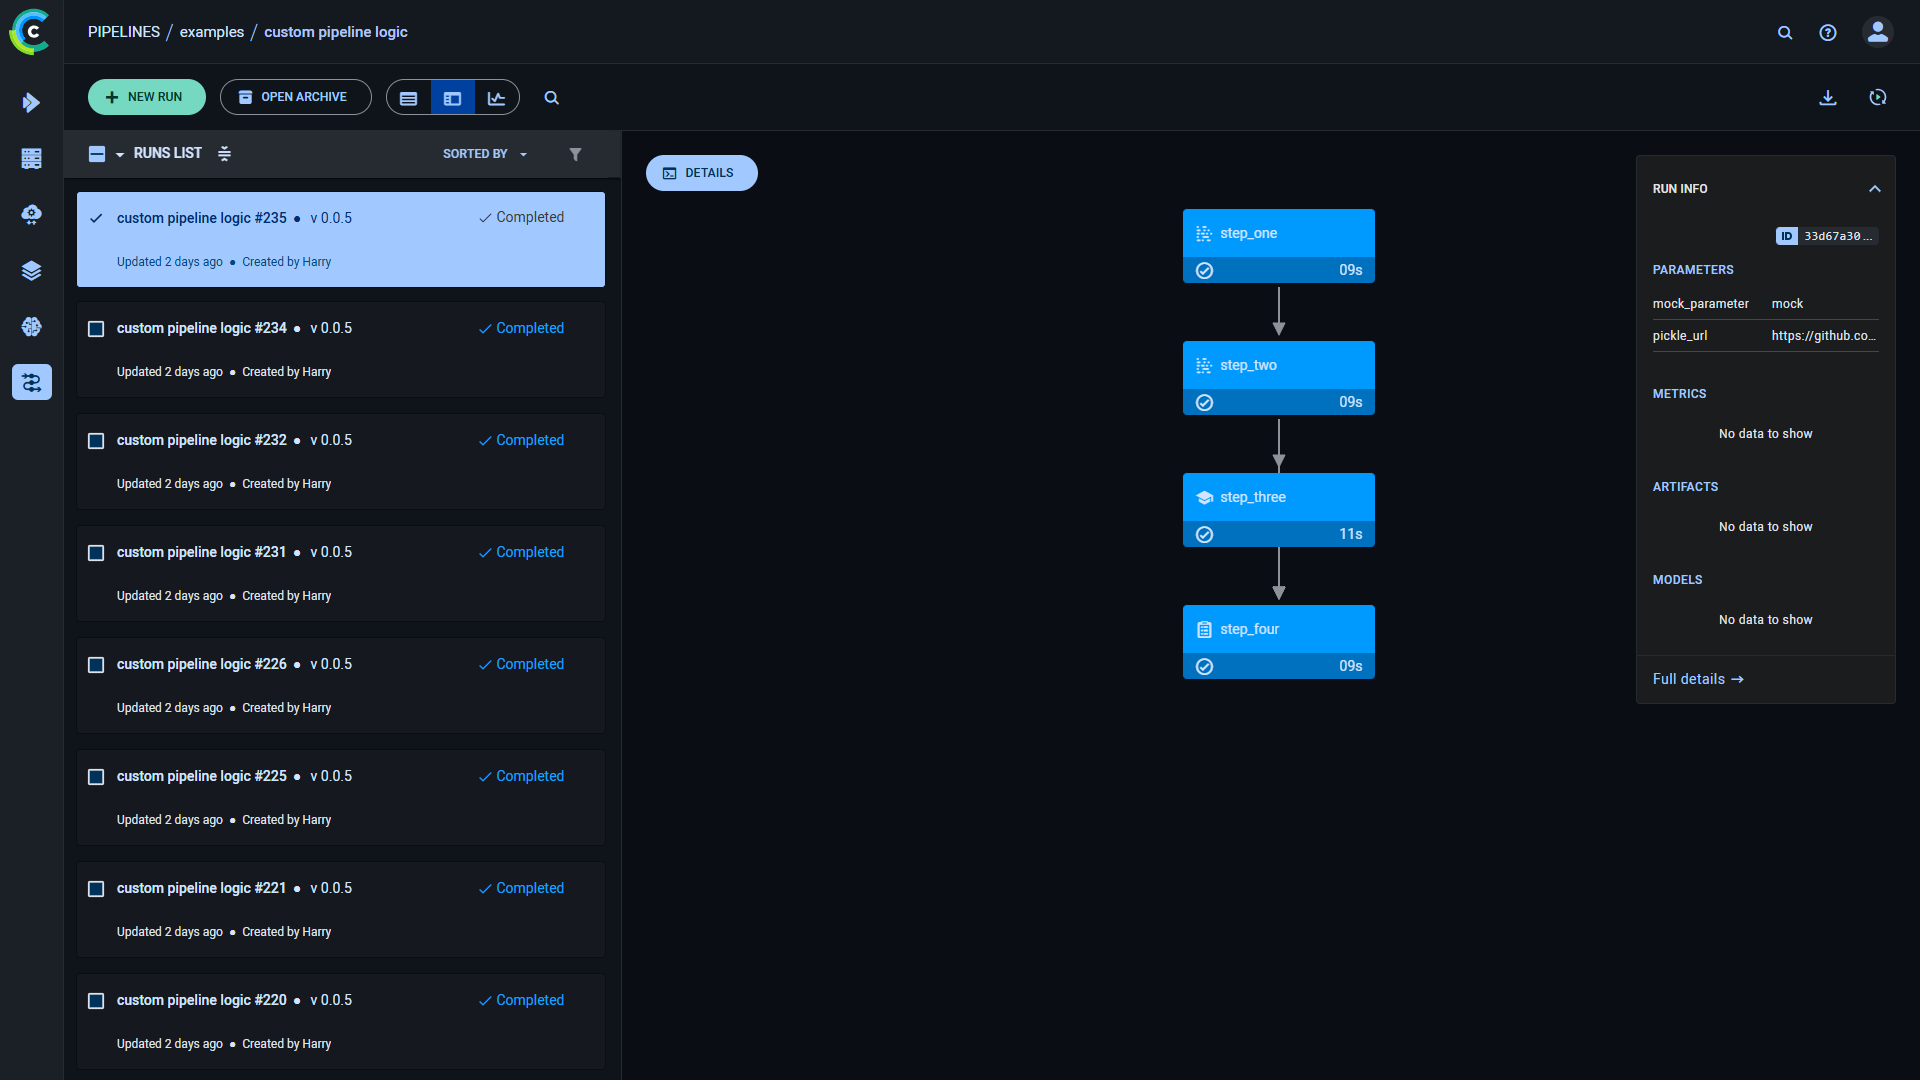 PIPELINES / examples / custom pipeline logic
NEW RUN
OPEN ARCHIVE
RUNS LIST
SORTED BY
custom pipeline logic #235 • v 0.0.5
Completed
Updated 2 days ago • Created by Harry
custom pipeline logic #234 • v 0.0.5
Completed
Updated 2 days ago • Created by Harry
custom pipeline logic #232 • v 0.0.5
Completed
Updated 2 days ago • Created by Harry
custom pipeline logic #231 • v 0.0.5
Completed
Updated 2 days ago • Created by Harry
custom pipeline logic #226 • v 0.0.5
Completed
Updated 2 days ago • Created by Harry
custom pipeline logic #225 • v 0.0.5
Completed
Updated 2 days ago • Created by Harry
custom pipeline logic #221 • v 0.0.5
Completed
Updated 2 days ago • Created by Harry
custom pipeline logic #220 • v 0.0.5
Completed
Updated 2 days ago • Created by Harry
DETAILS
step_one
09s
step_two
09s
step_three
11s
step_four
09s
RUN INFO
ID 33d67a30...
PARAMETERS
mock_parameter mock
pickle_url https://github.co...
METRICS
No data to show
ARTIFACTS
No data to show
MODELS
No data to show
Full details →